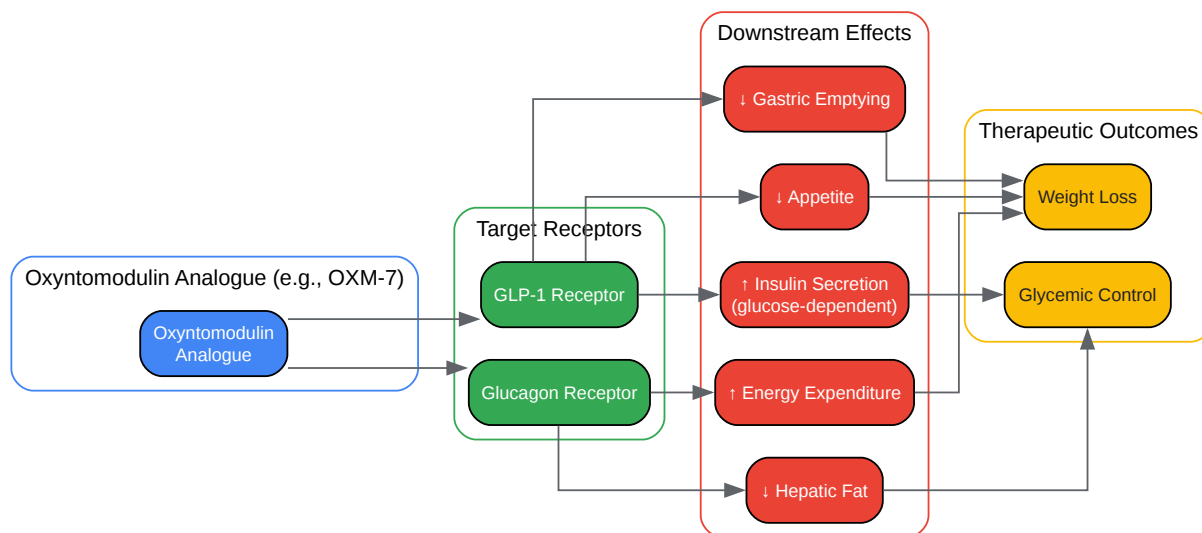 Oxyntomodulin Analogue (e.g., OXM-7)
Oxyntomodulin
Analogue
Target Receptors
GLP-1 Receptor
Glucagon Receptor
Downstream Effects
↓ Gastric Emptying
↓ Appetite
↑ Insulin Secretion
(glucose-dependent)
↑ Energy Expenditure
↓ Hepatic Fat
Therapeutic Outcomes
Weight Loss
Glycemic Control